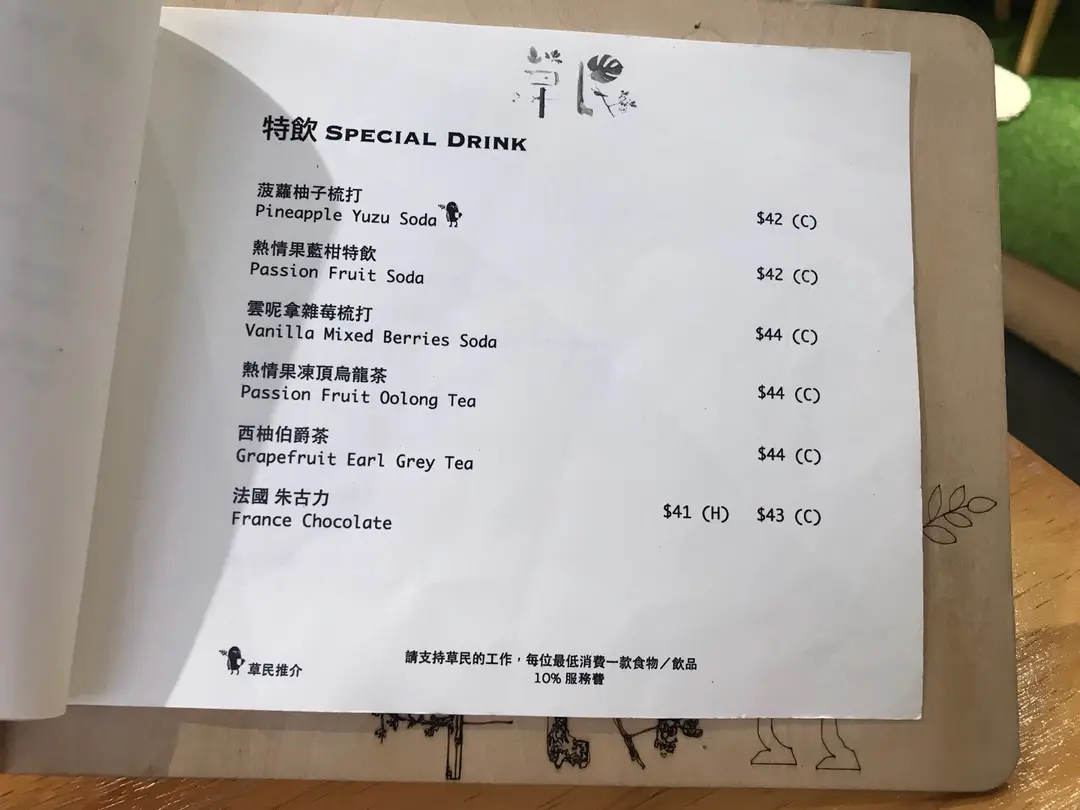 草民
特飲 SPECIAL DRINK
菠蘿柚子梳打
Pineapple Yuzu Soda $42 (C)
熱情果藍柑特飲
Passion Fruit Soda $42 (C)
雲呢拿雜莓梳打
Vanilla Mixed Berries Soda $44 (C)
熱情果凍頂烏龍茶
Passion Fruit Oolong Tea $44 (C)
西柚伯爵茶
Grapefruit Earl Grey Tea $44 (C)
法國 朱古力
France Chocolate $41 (H) $43 (C)
草民推介
請支持草民的工作，每位最低消費一款食物／飲品
10% 服務費